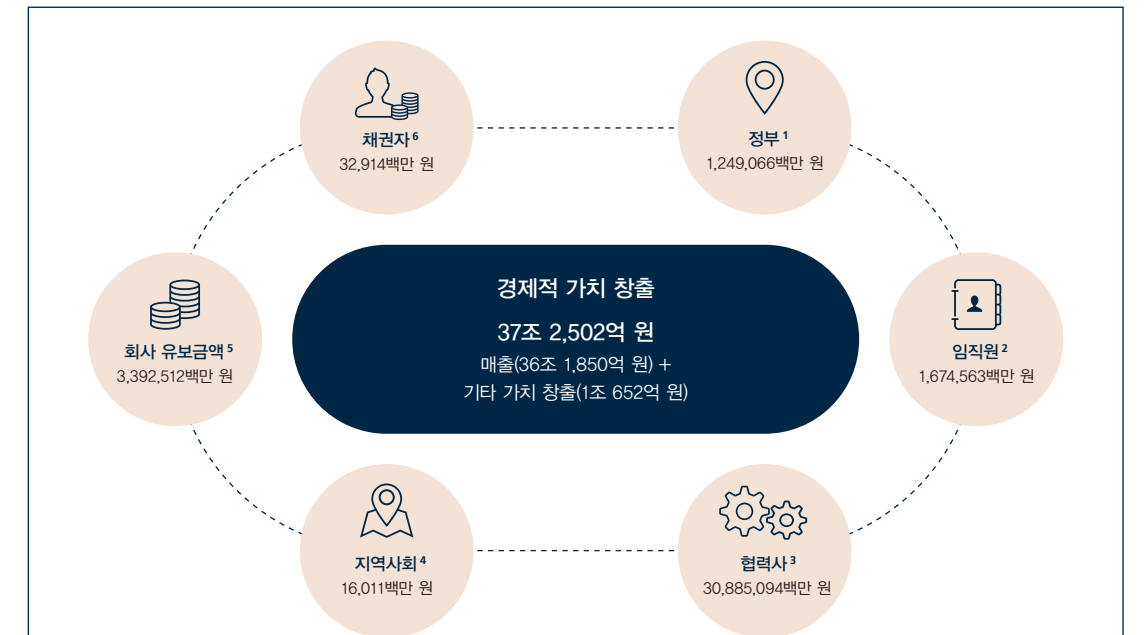 채권자 6
32,914백만 원
정부 1
1,249,066백만 원
경제적 가치 창출
37조 2,502억 원
매출(36조 1,850억 원) +
기타 가치 창출(1조 652억 원)
회사 유보금액 5
3,392,512백만 원
임직원 2
1,674,563백만 원
지역사회 4
16,011백만 원
협력사 3
30,885,094백만 원